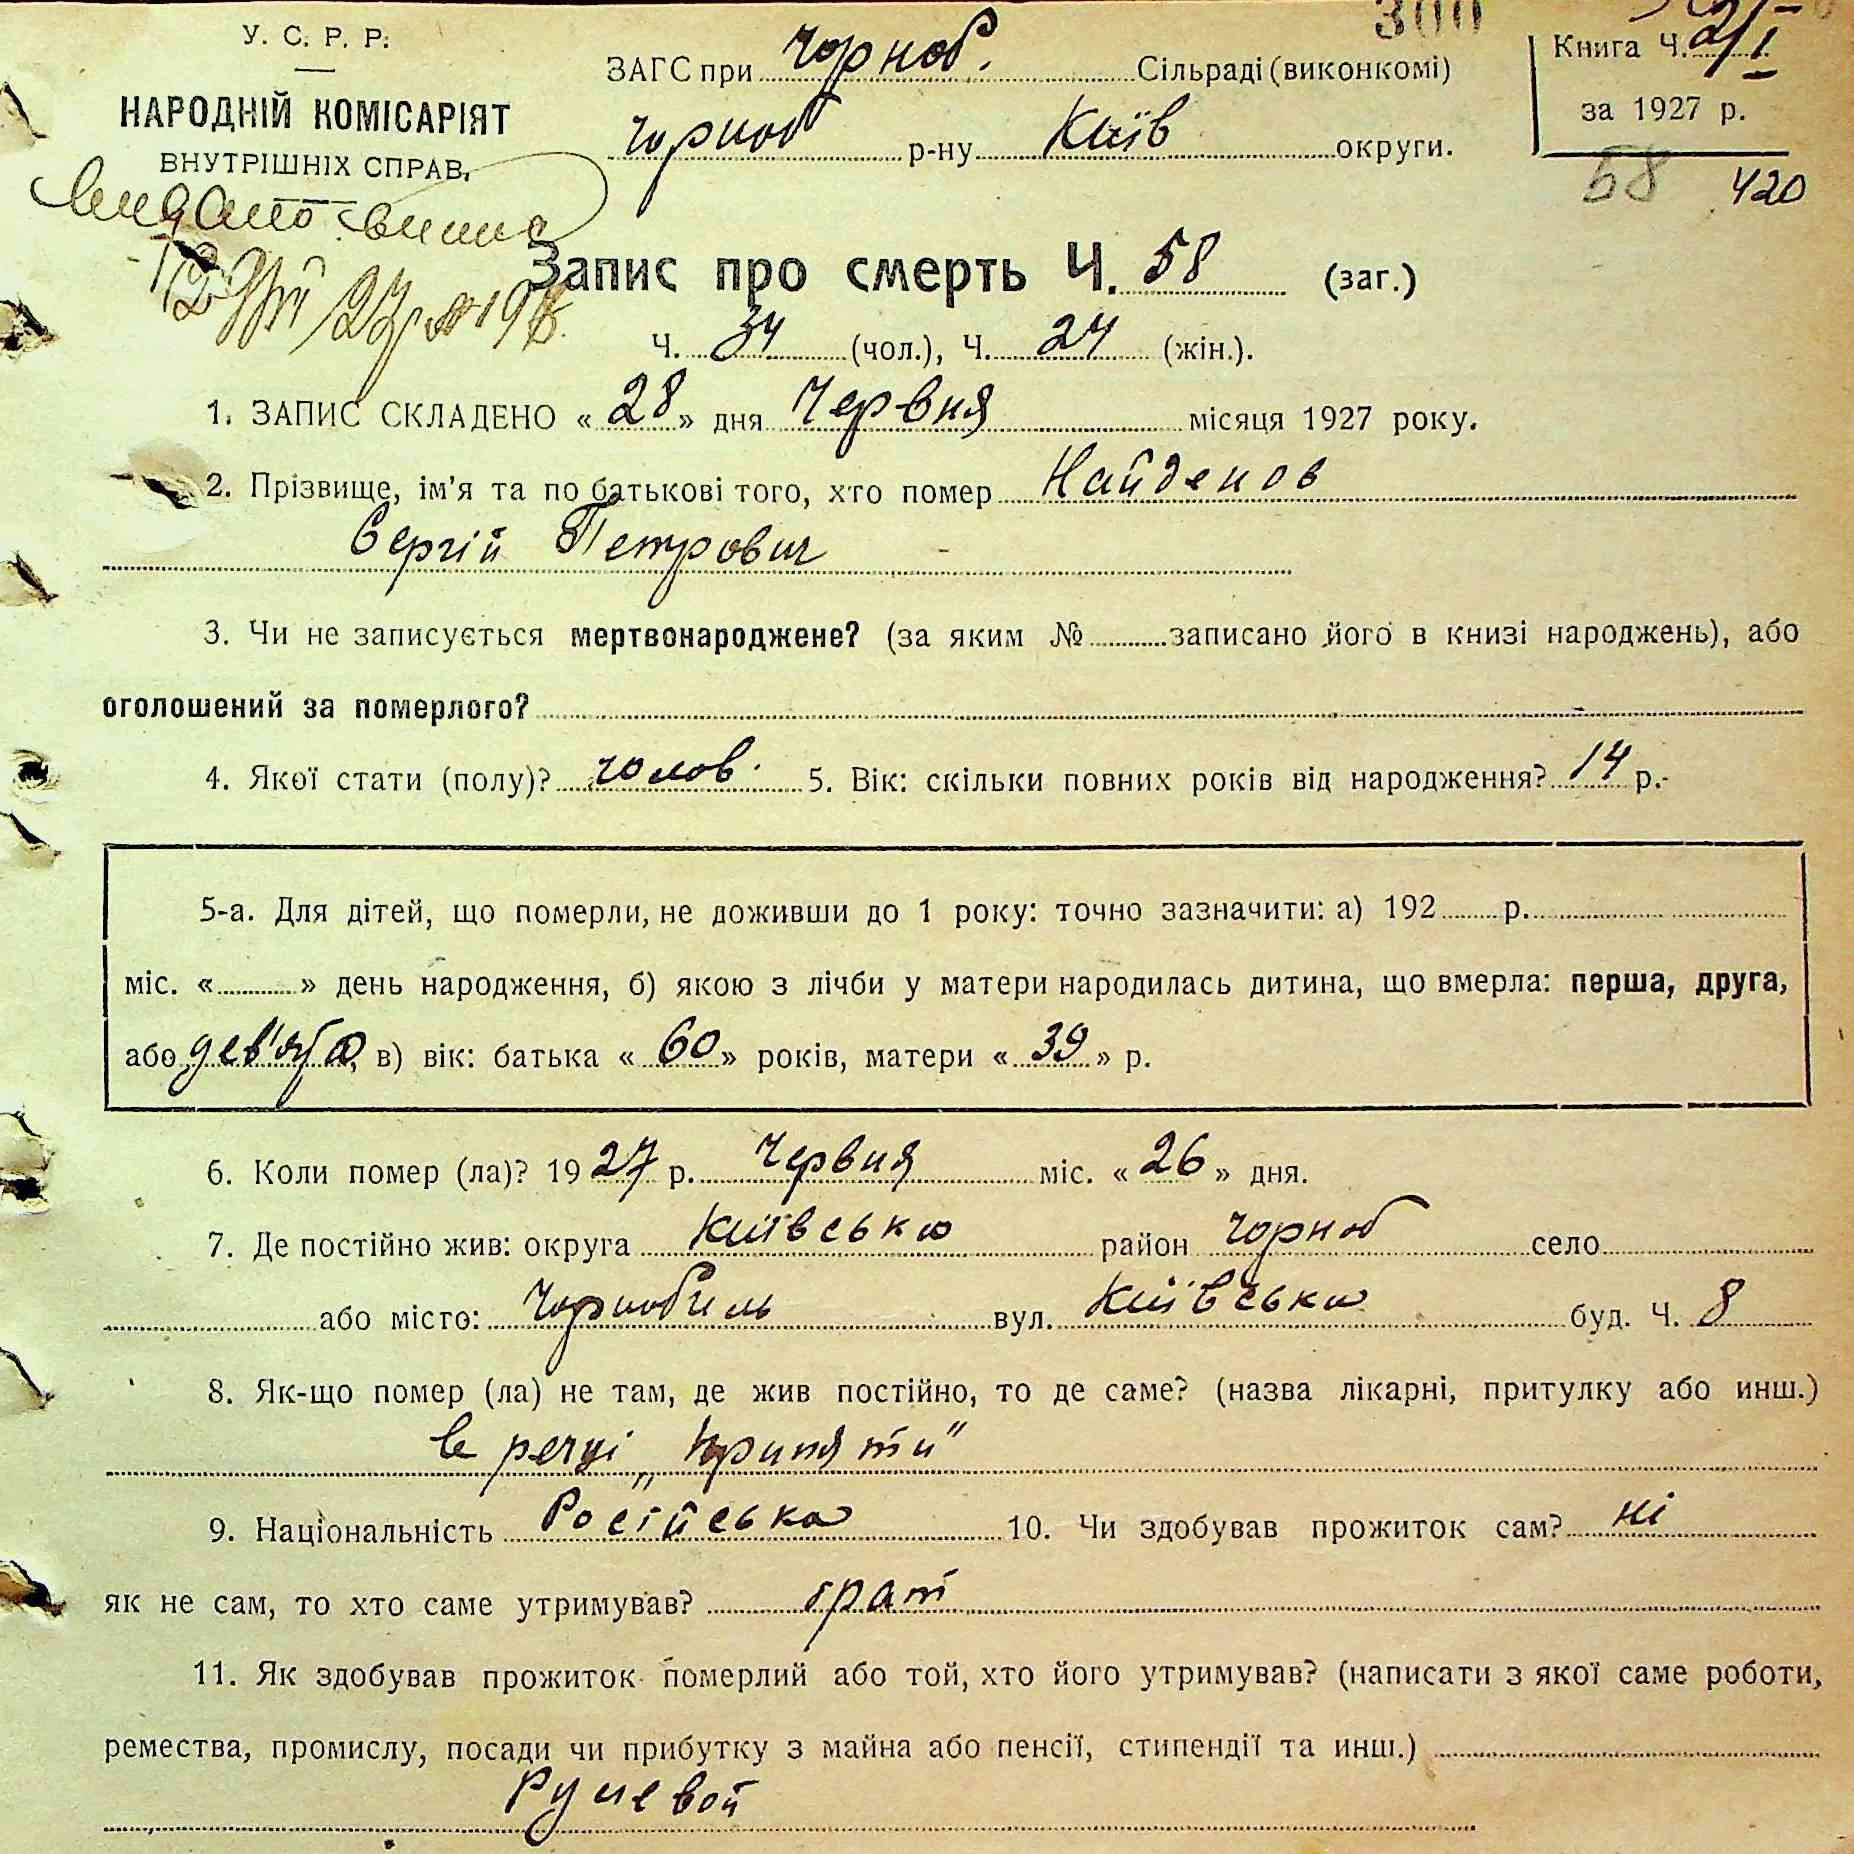 300
У. С. Р. Р.
НАРОДНІЙ КОМІСАРІЯТ
ВНУТРІШНІХ СПРАВ.
ЗАГС при Чорноб. Сільраді (виконкомі)
Чорноб р-ну Київ округи.
Книга Ч. 2/I
за 1927 р.
58 420
Запис про смерть Ч. 58 (заг.)
Ч. 34 (чол.), Ч. 24 (жін.).
1. ЗАПИС СКЛАДЕНО « 28 » дня Червня місяця 1927 року.
2. Прізвище, ім'я та по батькові того, хто помер Найденов
Сергій Петрович
3. Чи не записується мертвонароджене? (за яким № записано його в книзі народжень), або
оголошений за померлого?
4. Якої стати (полу)? чолов. 5. Вік: скільки повних років від народження? 14 р.
5-а. Для дітей, що померли, не доживши до 1 року: точно зазначити: а) 192 р.
міс. « » день народження, б) якою з лічби у матери народилась дитина, що вмерла: перша, друга,
або дев'ята, в) вік: батька « 60 » років, матери « 39 » р.
6. Коли помер (ла)? 1927 р. Червня міс. « 26 » дня.
7. Де постійно жив: округа Київська район Чорноб село
або місто: Чорнобиль вул. Київська буд. Ч. 8
8. Як-що помер (ла) не там, де жив постійно, то де саме? (назва лікарні, притулку або инш.)
в речці „Припяти"
9. Національність Російська 10. Чи здобував прожиток сам? ні
як не сам, то хто саме утримував? брат
11. Як здобував прожиток померлий або той, хто його утримував? (написати з якої саме роботи,
ремества, промислу, посади чи прибутку з майна або пенсії, стипендії та инш.)
Рулевой